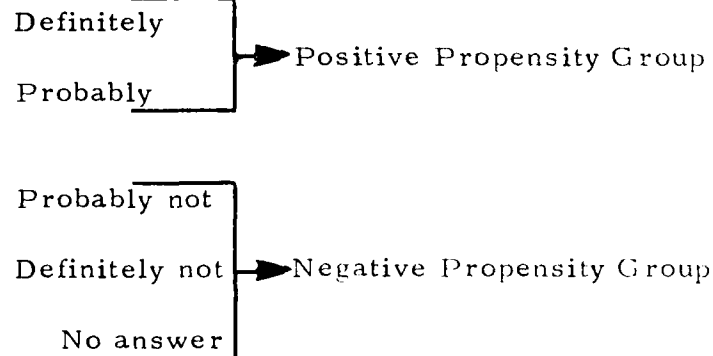 Definitely
Positive Propensity Group
Probably
Probably not
Definitely not
Negative Propensity Group
No answer